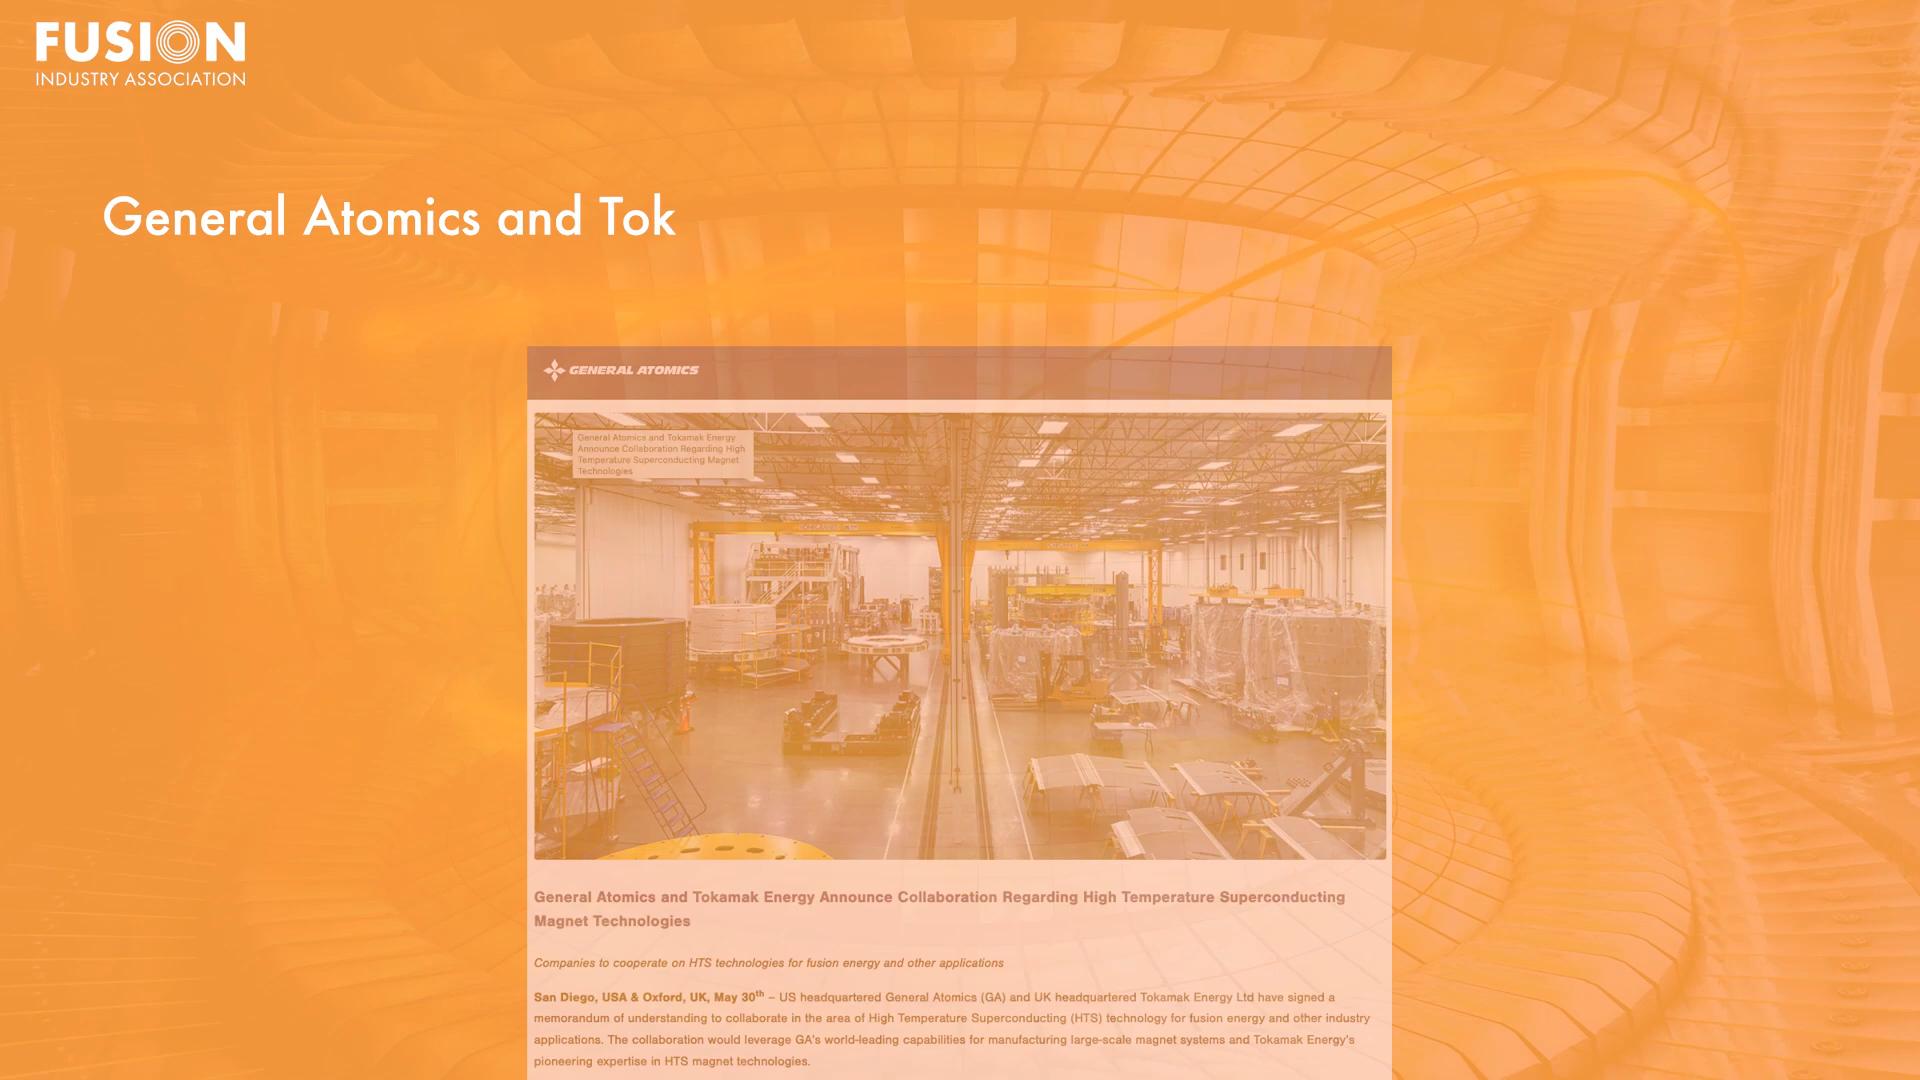 FUSION
INDUSTRY ASSOCIATION
General Atomics and Tok
GENERAL ATOMICS
General Atomics and Tokamak Energy
Announce Collaboration Regarding High
Temperature Superconducting Magnet
Technologies
General Atomics and Tokamak Energy Announce Collaboration Regarding High Temperature Superconducting
Magnet Technologies
Companies to cooperate on HTS technologies for fusion energy and other applications
San Diego, USA & Oxford, UK, May 30th – US headquartered General Atomics (GA) and UK headquartered Tokamak Energy Ltd have signed a
memorandum of understanding to collaborate in the area of High Temperature Superconducting (HTS) technology for fusion energy and other industry
applications. The collaboration would leverage GA's world-leading capabilities for manufacturing large-scale magnet systems and Tokamak Energy's
pioneering expertise in HTS magnet technologies.